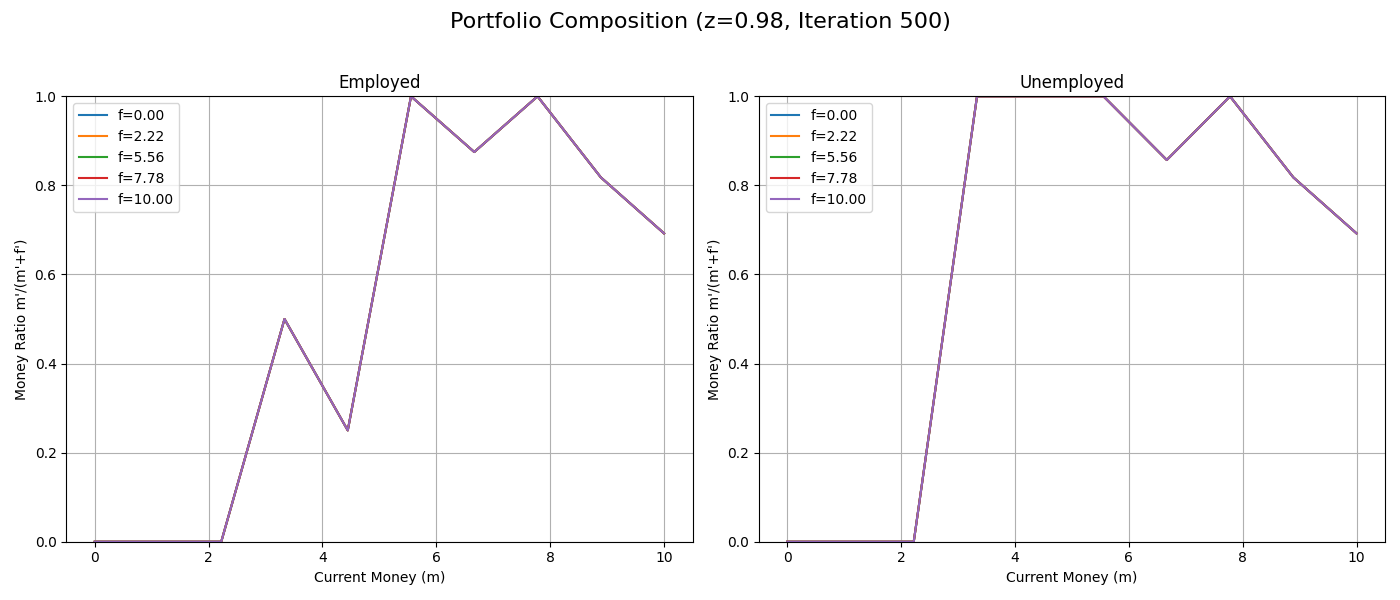 Portfolio Composition (z=0.98, Iteration 500)
Employed
Money Ratio m'/(m'+f')
1.0
0.8
0.6
0.4
0.2
0.0
f=0.00
f=2.22
f=5.56
f=7.78
f=10.00
0 2 4 6 8 10
Current Money (m)
Unemployed
Money Ratio m'/(m'+f')
1.0
0.8
0.6
0.4
0.2
0.0
f=0.00
f=2.22
f=5.56
f=7.78
f=10.00
0 2 4 6 8 10
Current Money (m)